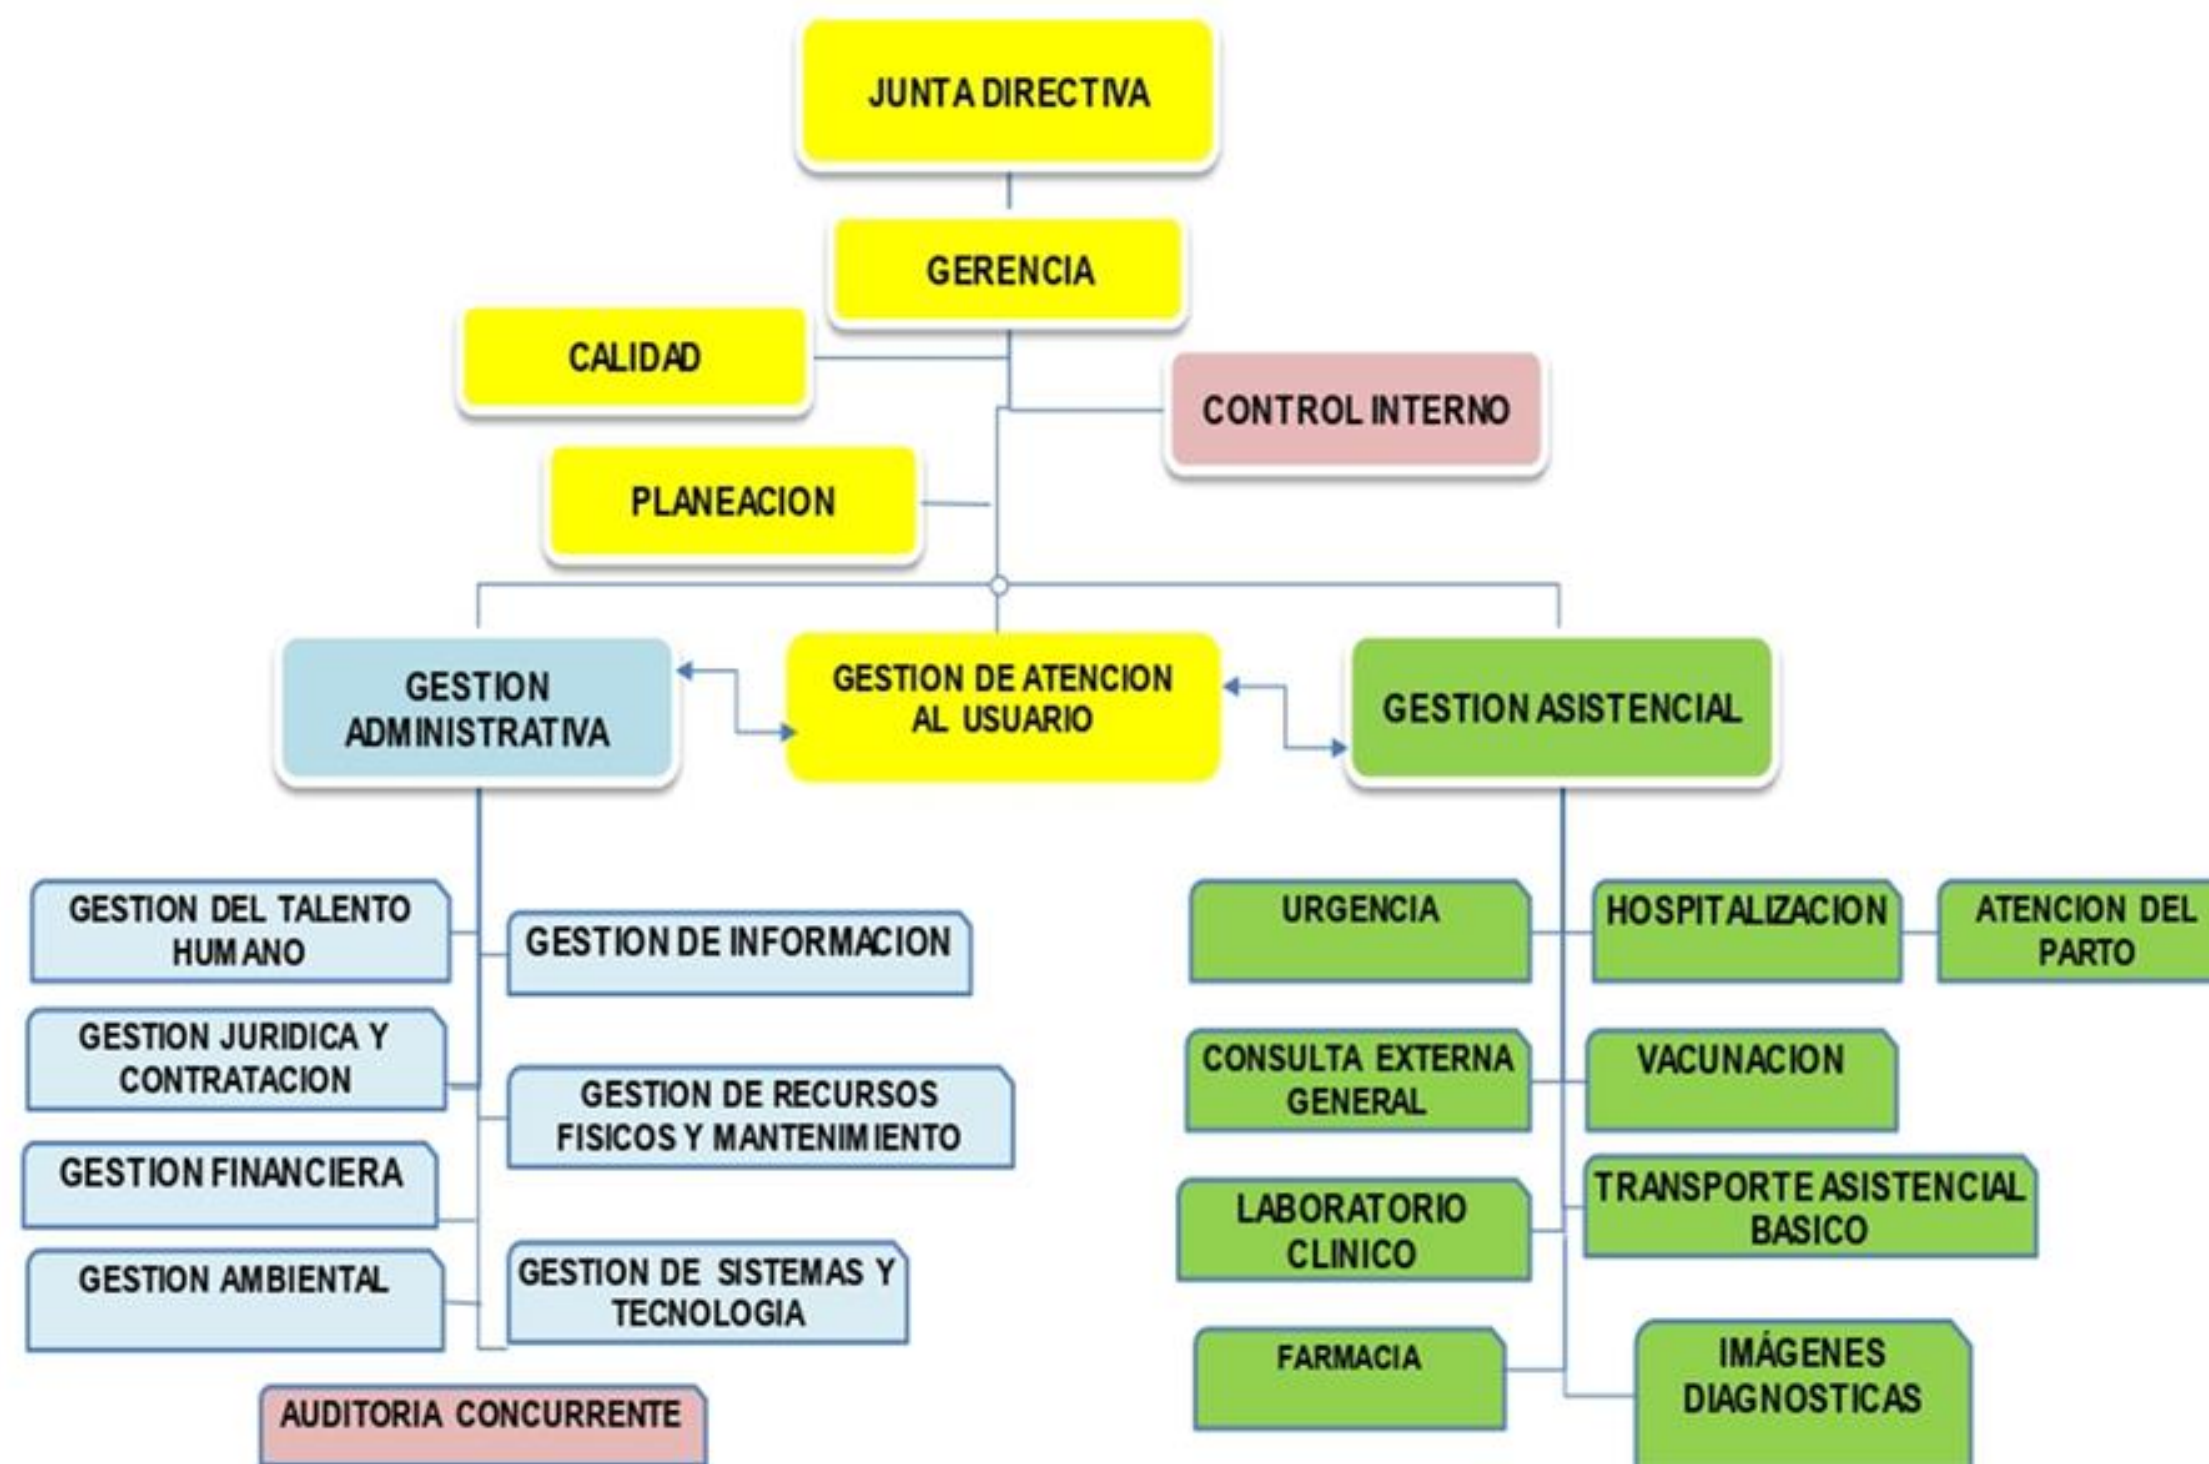 JUNTA DIRECTIVA
GERENCIA
CALIDAD
CONTROL INTERNO
PLANEACION
GESTION
ADMINISTRATIVA
GESTION DE ATENCION
AL USUARIO
GESTION ASISTENCIAL
GESTION DEL TALENTO
HUMANO
GESTION DE INFORMACION
GESTION JURIDICA Y
CONTRATACION
GESTION DE RECURSOS
FISICOS Y MANTENIMIENTO
GESTION FINANCIERA
GESTION AMBIENTAL
GESTION DE SISTEMAS Y
TECNOLOGIA
AUDITORIA CONCURRENTE
URGENCIA
HOSPITALIZACION
ATENCION DEL
PARTO
CONSULTA EXTERNA
GENERAL
VACUNACION
LABORATORIO
CLINICO
TRANSPORTE ASISTENCIAL
BASICO
FARMACIA
IMÁGENES
DIAGNOSTICAS